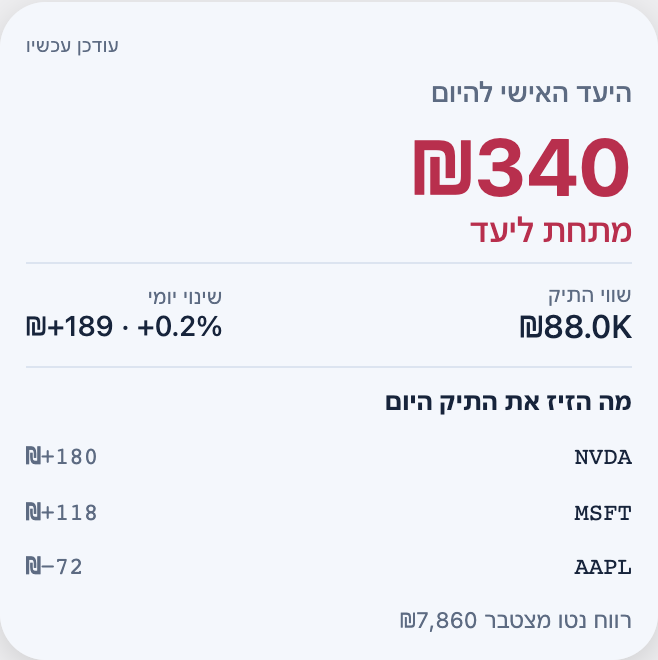 עודכן עכשיו
היעד האישי להיום
₪340
מתחת ליעד
שווי התיק
₪88.0K
שינוי יומי
₪+189 · +0.2%
מה הזיז את התיק היום
NVDA ₪+180
MSFT ₪+118
AAPL ₪−72
רווח נטו מצטבר ₪7,860